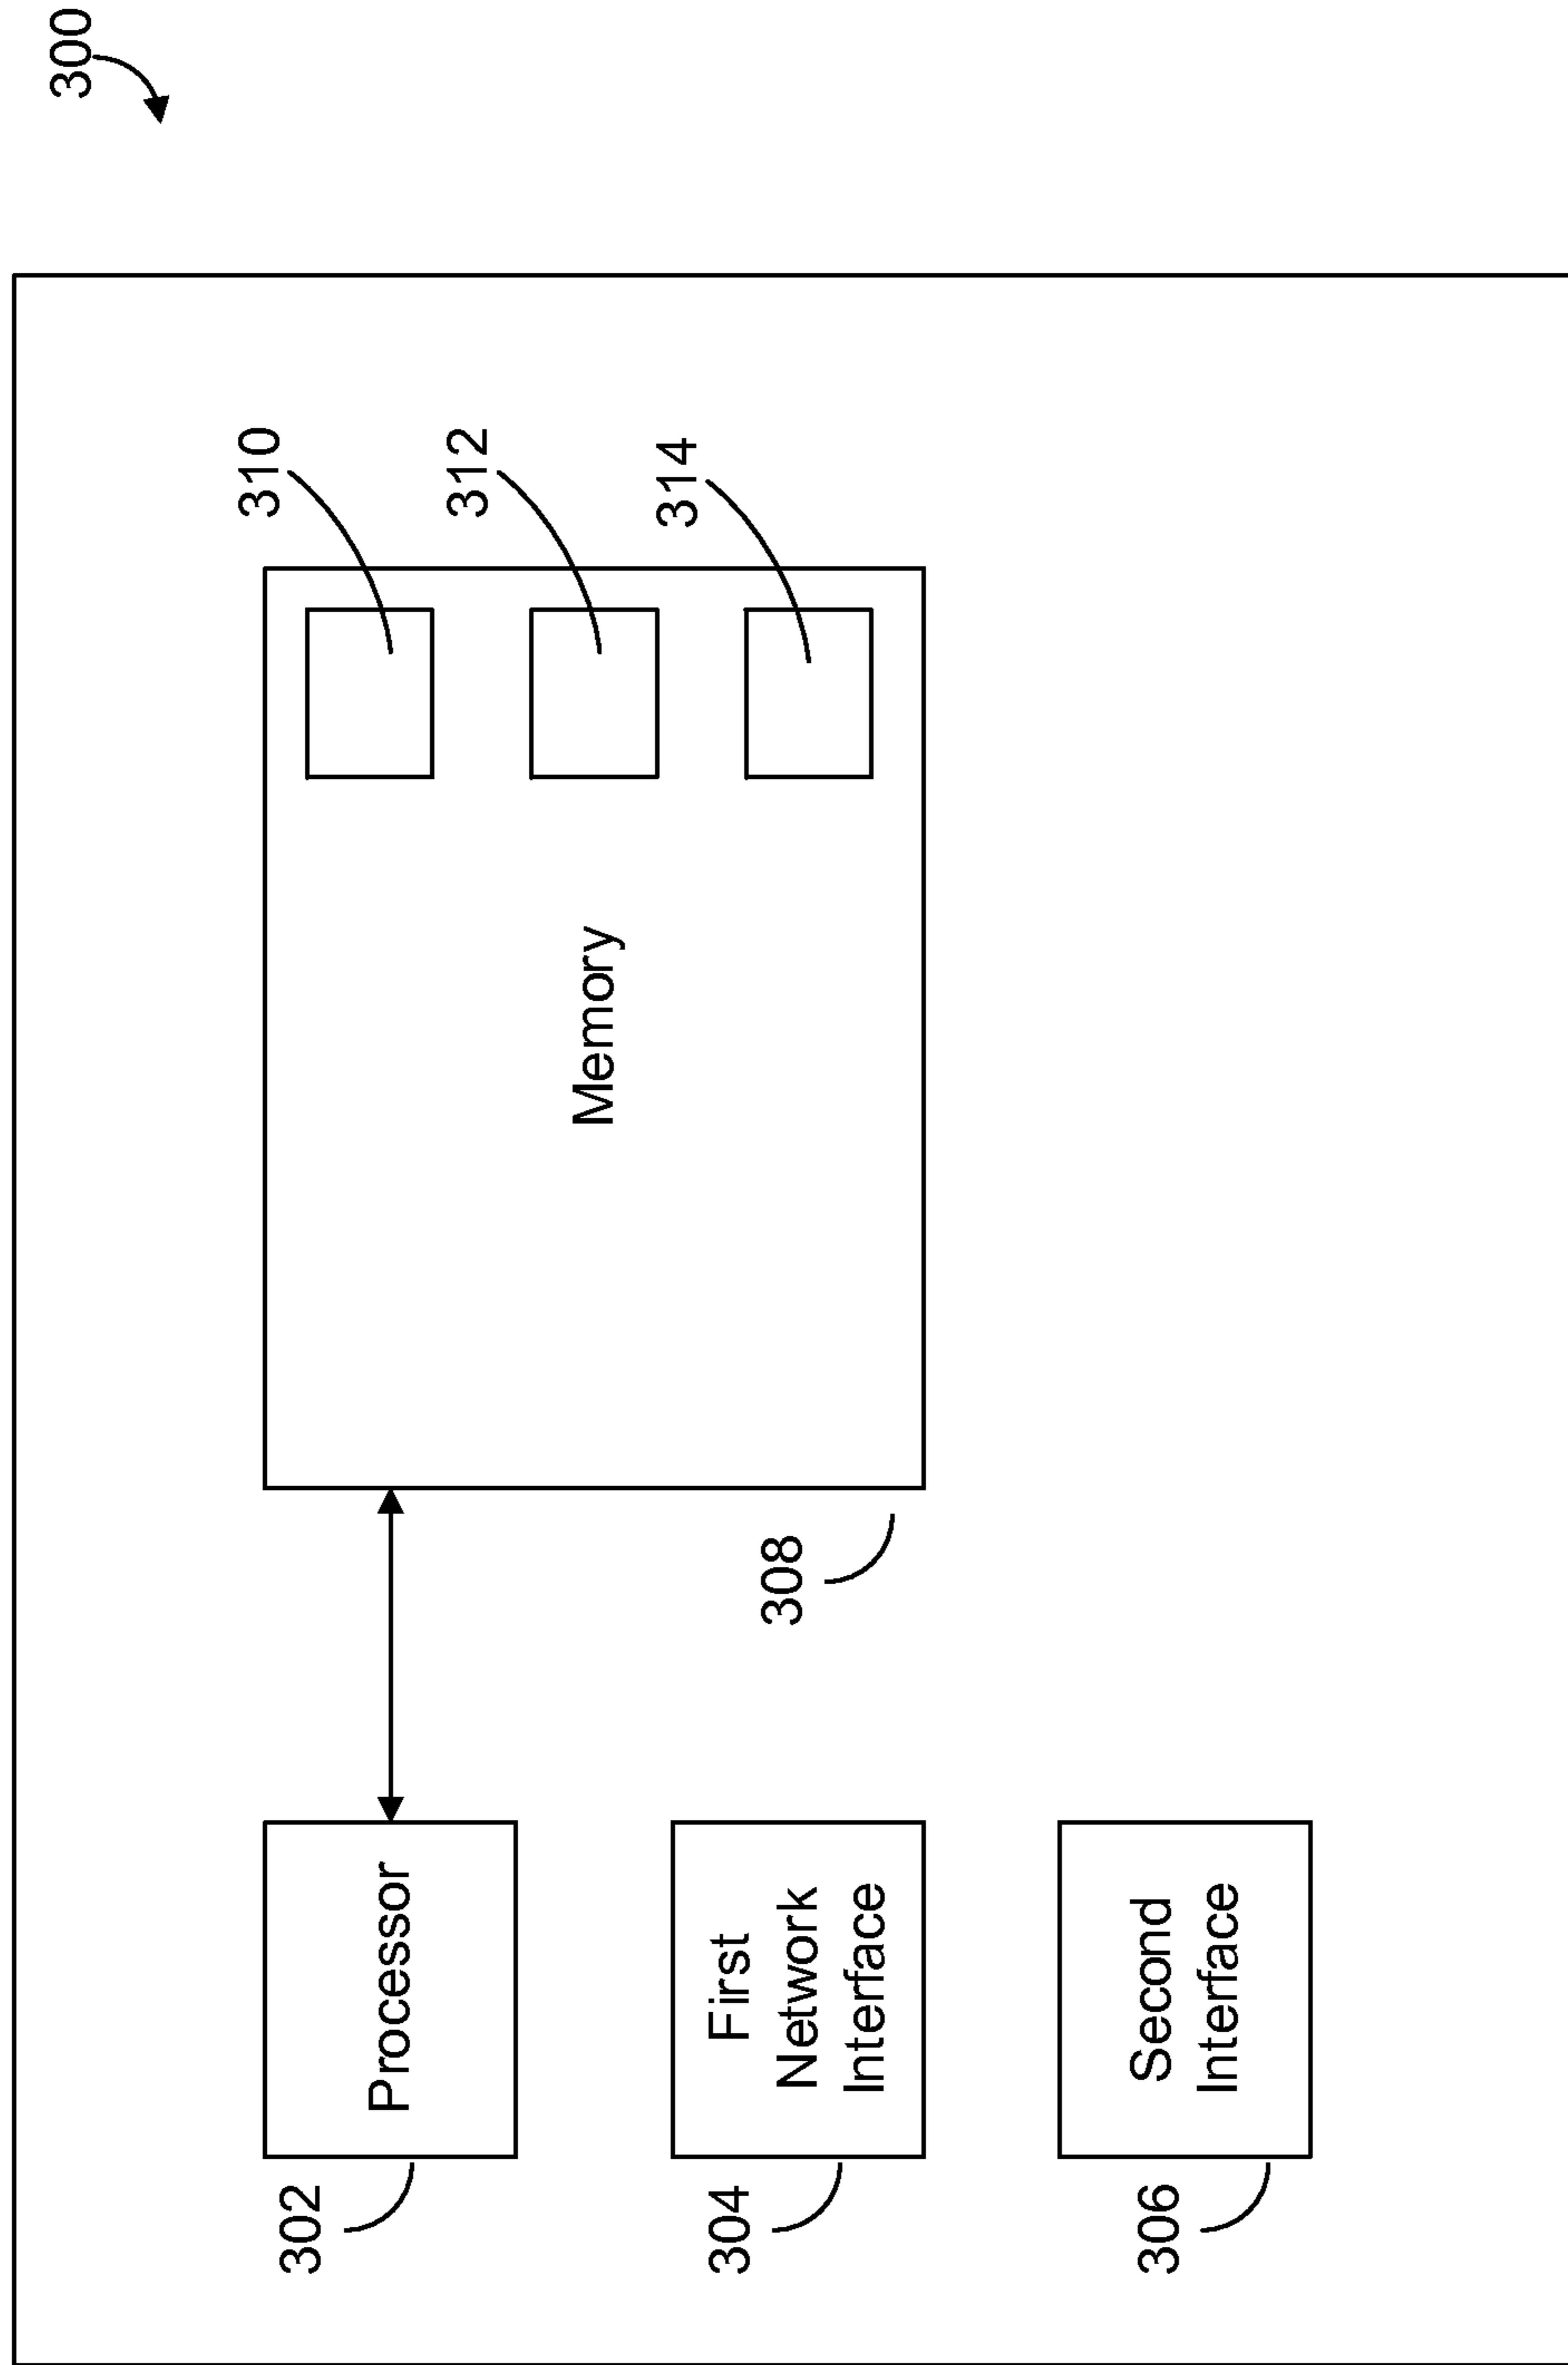 300
310
312
314
Memory
308
302
Processor
304
First
Network
Interface
306
Second
Interface